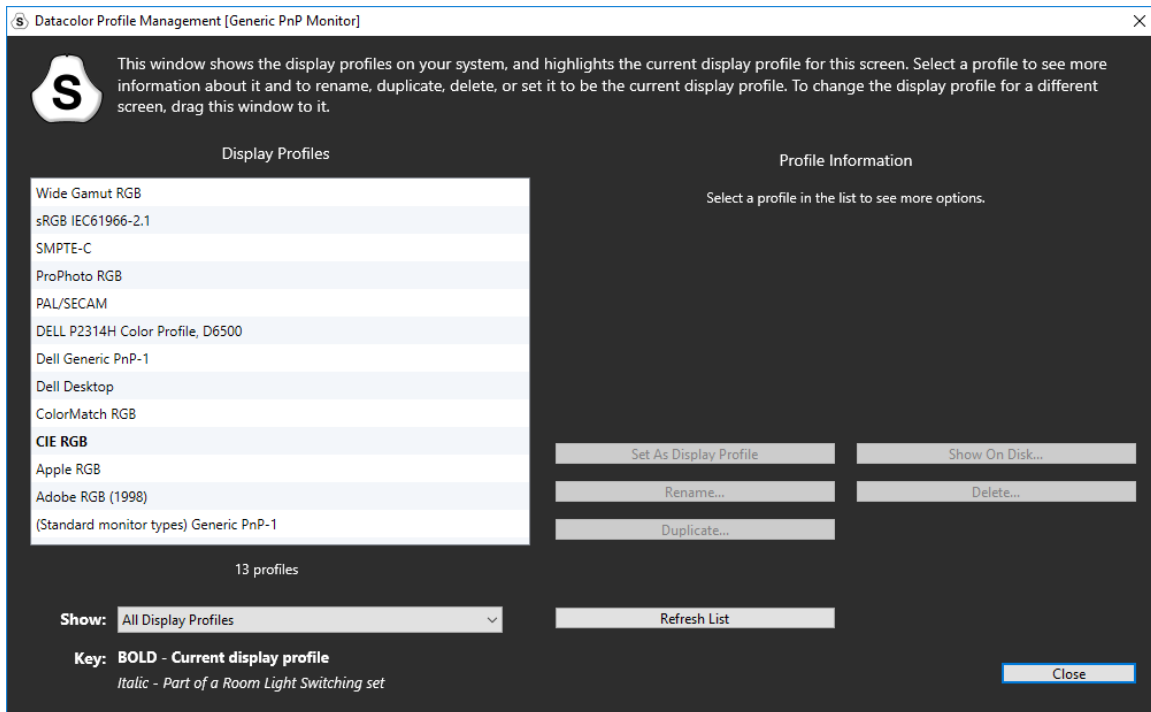 S Datacolor Profile Management [Generic PnP Monitor]
This window shows the display profiles on your system, and highlights the current display profile for this screen. Select a profile to see more
information about it and to rename, duplicate, delete, or set it to be the current display profile. To change the display profile for a different
screen, drag this window to it.
S
Display Profiles
Wide Gamut RGB
sRGB IEC61966-2.1
SMPTE-C
ProPhoto RGB
PAL/SECAM
DELL P2314H Color Profile, D6500
Dell Generic PnP-1
Dell Desktop
ColorMatch RGB
CIE RGB
Apple RGB
Adobe RGB (1998)
(Standard monitor types) Generic PnP-1
13 profiles
Show: All Display Profiles
Key: BOLD - Current display profile
Italic - Part of a Room Light Switching set
Profile Information
Select a profile in the list to see more options.
Set As Display Profile
Show On Disk...
Rename...
Delete...
Duplicate...
Refresh List
Close